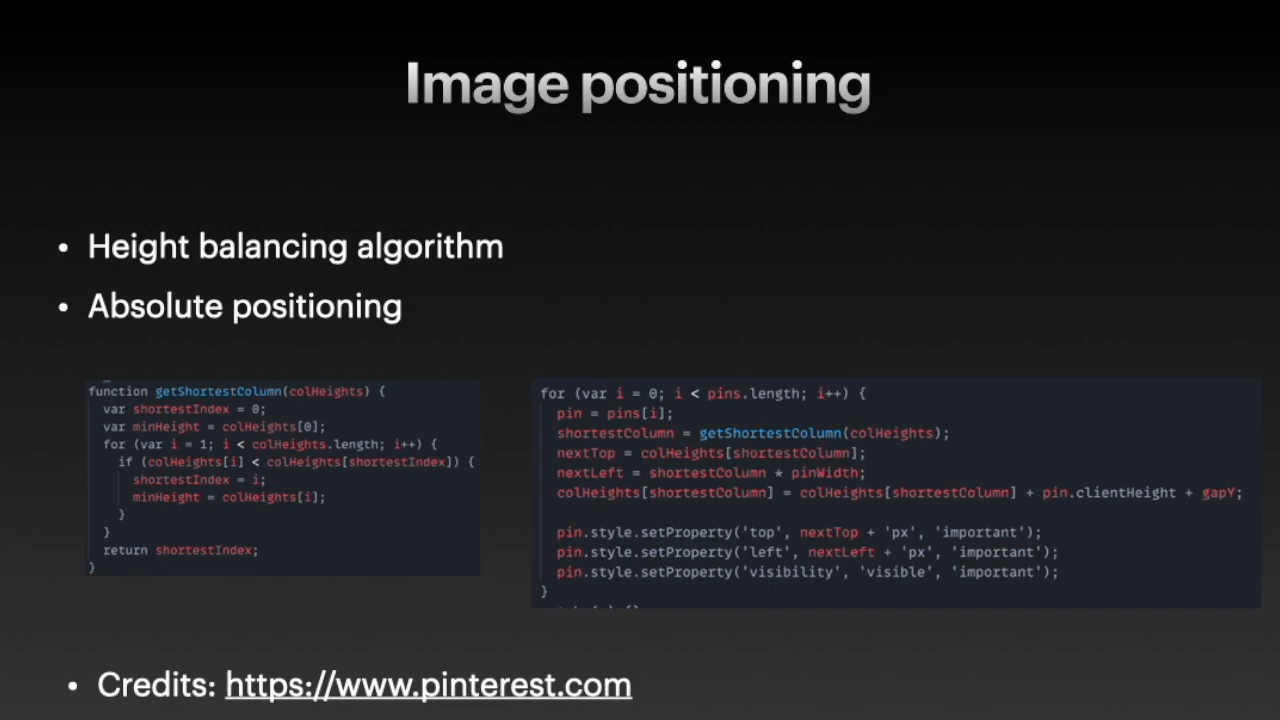 Image positioning
• Height balancing algorithm
• Absolute positioning
function getShortestColumn(colHeights) {
  var shortestIndex = 0;
  var minHeight = colHeights[0];
  for (var i = 1; i < colHeights.length; i++) {
    if (colHeights[i] < colHeights[shortestIndex]) {
      shortestIndex = i;
      minHeight = colHeights[i];
    }
  }
  return shortestIndex;
}
for (var i = 0; i < pins.length; i++) {
  pin = pins[i];
  shortestColumn = getShortestColumn(colHeights);
  nextTop = colHeights[shortestColumn];
  nextLeft = shortestColumn * pinWidth;
  colHeights[shortestColumn] = colHeights[shortestColumn] + pin.clientHeight + gapY;
  pin.style.setProperty('top', nextTop + 'px', 'important');
  pin.style.setProperty('left', nextLeft + 'px', 'important');
  pin.style.setProperty('visibility', 'visible', 'important');
}
• Credits: https://www.pinterest.com